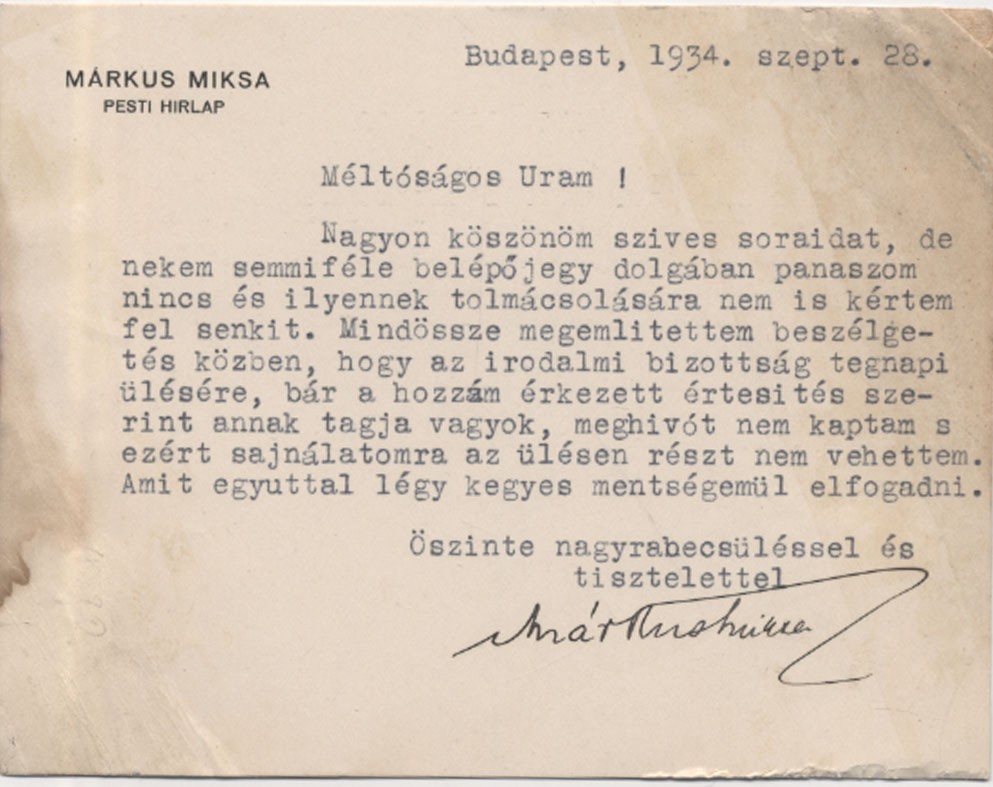 Budapest, 1934. szept. 28.
MÁRKUS MIKSA
PESTI HIRLAP
Méltóságos Uram !
Nagyon köszönöm szives soraidat, de
nekem semmiféle belépőjegy dolgában panaszom
nincs és ilyennek tolmácsolására nem is kértem
fel senkit. Mindössze megemlitettem beszélge-
tés közben, hogy az irodalmi bizottság tegnapi
ülésére, bár a hozzám érkezett értesités sze-
rint annak tagja vagyok, meghivót nem kaptam s
ezért sajnálatomra az ülésen részt nem vehettem.
Amit egyuttal légy kegyes mentségemül elfogadni.
Öszinte nagyrabecsüléssel és
tisztelettel
Márkus Miksa